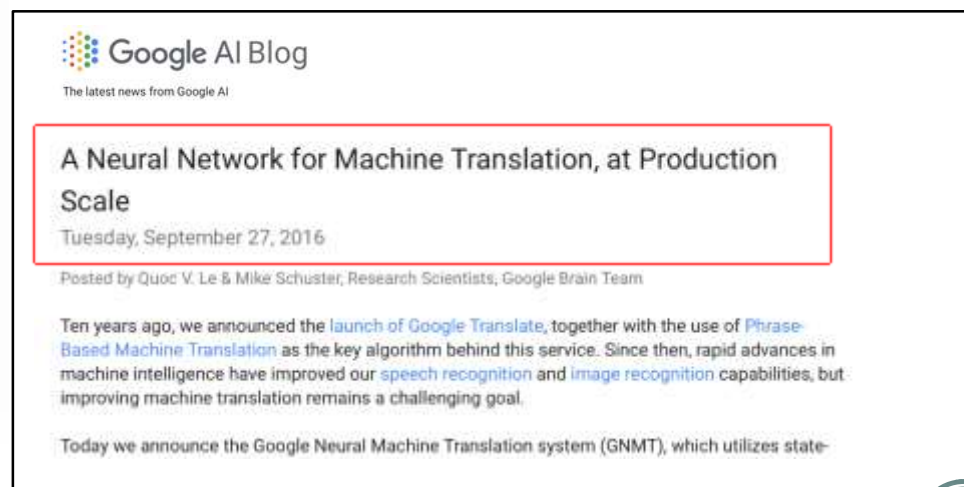 Google AI Blog
The latest news from Google AI
A Neural Network for Machine Translation, at Production
Scale
Tuesday, September 27, 2016
Posted by Quoc V. Le & Mike Schuster, Research Scientists, Google Brain Team
Ten years ago, we announced the launch of Google Translate, together with the use of Phrase-
Based Machine Translation as the key algorithm behind this service. Since then, rapid advances in
machine intelligence have improved our speech recognition and image recognition capabilities, but
improving machine translation remains a challenging goal.
Today we announce the Google Neural Machine Translation system (GNMT), which utilizes state-